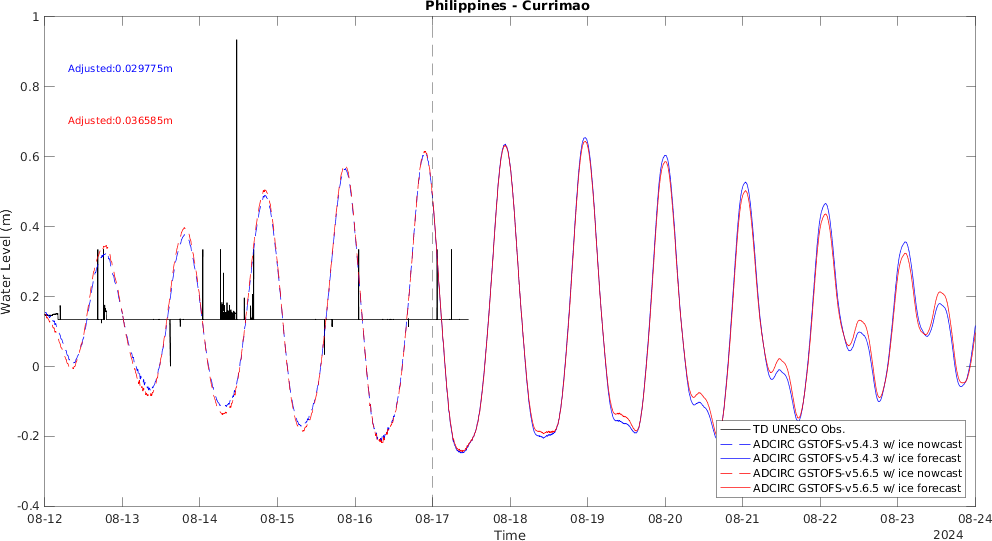 Philippines - Currimao
1
0.8
0.6
0.4
0.2
0
-0.2
-0.4
Water Level (m)
Adjusted:0.029775m
Adjusted:0.036585m
TD UNESCO Obs.
ADCIRC GSTOFS-v5.4.3 w/ ice nowcast
ADCIRC GSTOFS-v5.4.3 w/ ice forecast
ADCIRC GSTOFS-v5.6.5 w/ ice nowcast
ADCIRC GSTOFS-v5.6.5 w/ ice forecast
08-12 08-13 08-14 08-15 08-16 08-17 08-18 08-19 08-20 08-21 08-22 08-23 08-24
Time
2024